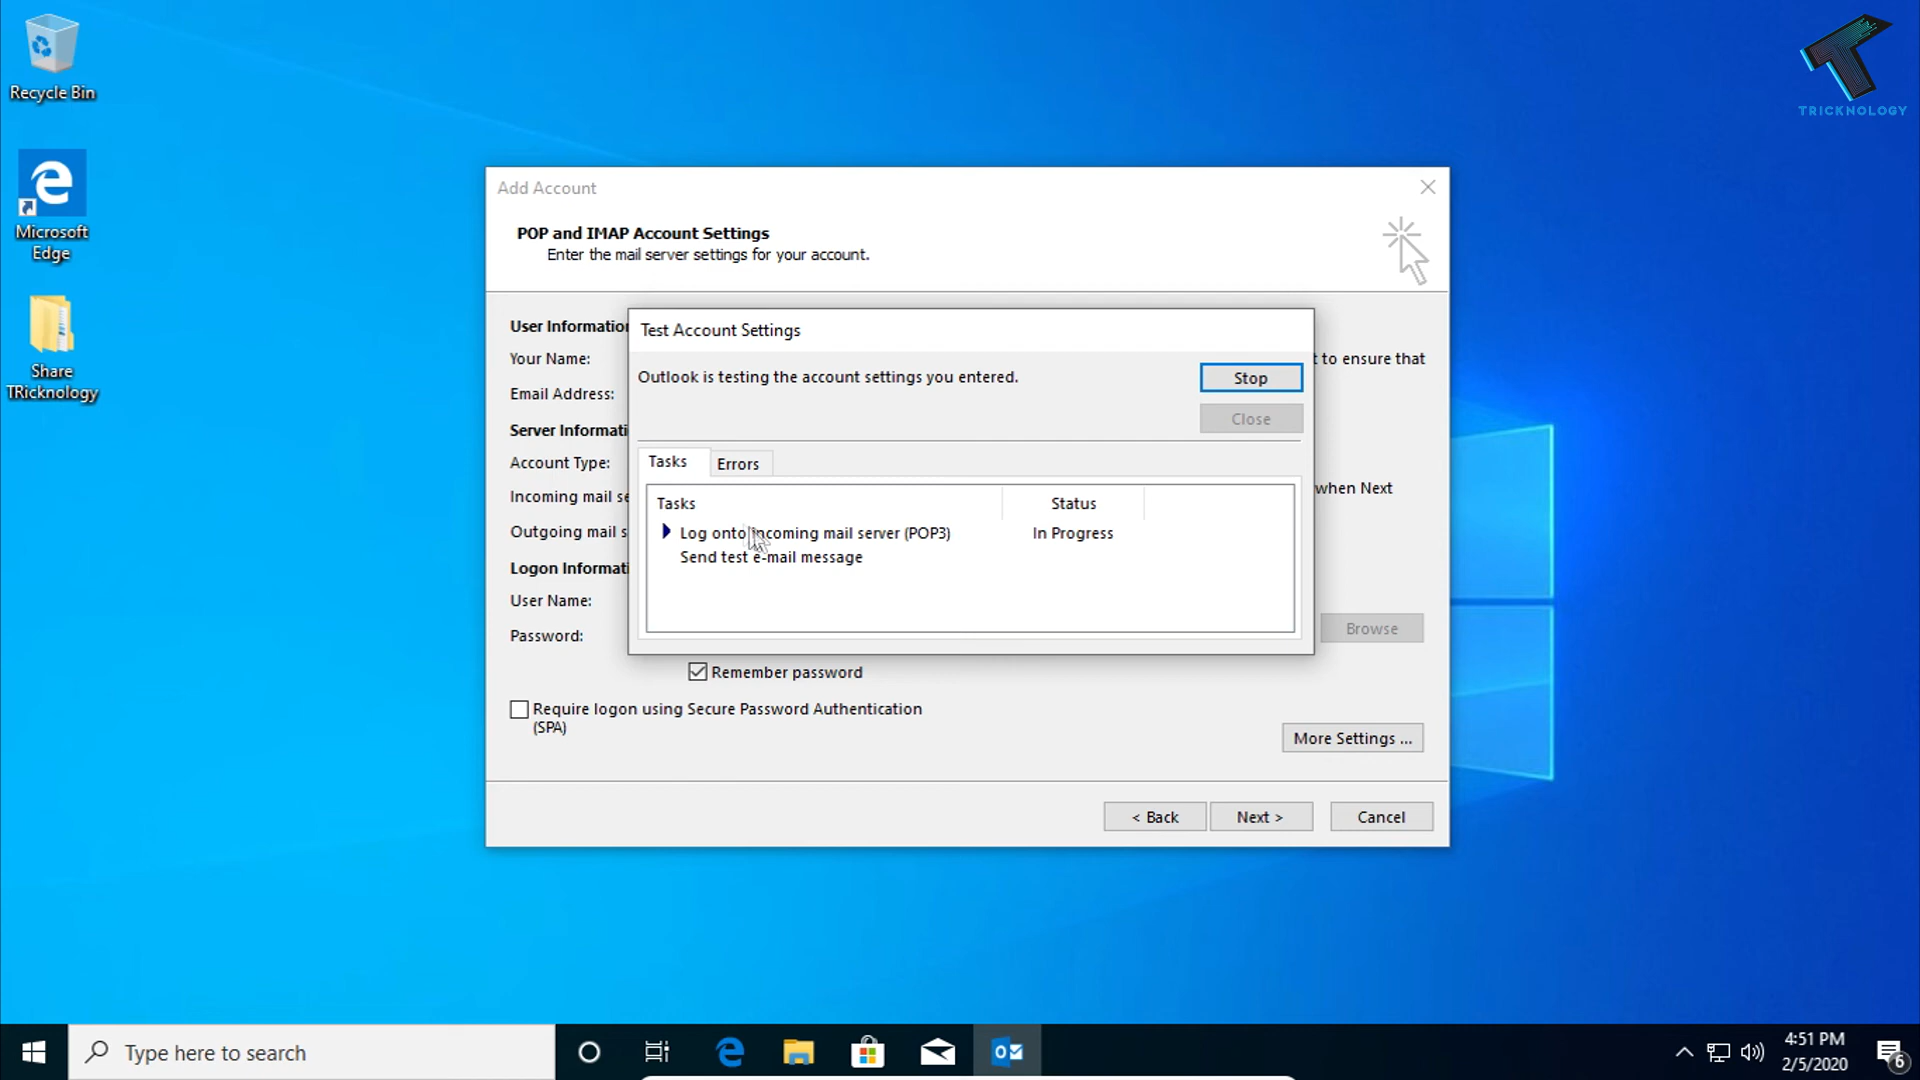 Recycle Bin
Microsoft
Edge
Share
TRicknology
TRICKNOLOGY
Add Account
POP and IMAP Account Settings
Enter the mail server settings for your account.
User Information
Your Name:
t to ensure that
Email Address:
Server Informati
Account Type:
Incoming mail se
when Next
Outgoing mail s
Logon Informati
User Name:
Password:
Browse
Test Account Settings
Outlook is testing the account settings you entered.
Stop
Close
Tasks
Errors
Tasks
Status
Log onto incoming mail server (POP3)
In Progress
Send test e-mail message
Remember password
Require logon using Secure Password Authentication
(SPA)
More Settings ...
< Back
Next >
Cancel
Type here to search
4:51 PM
2/5/2020
6